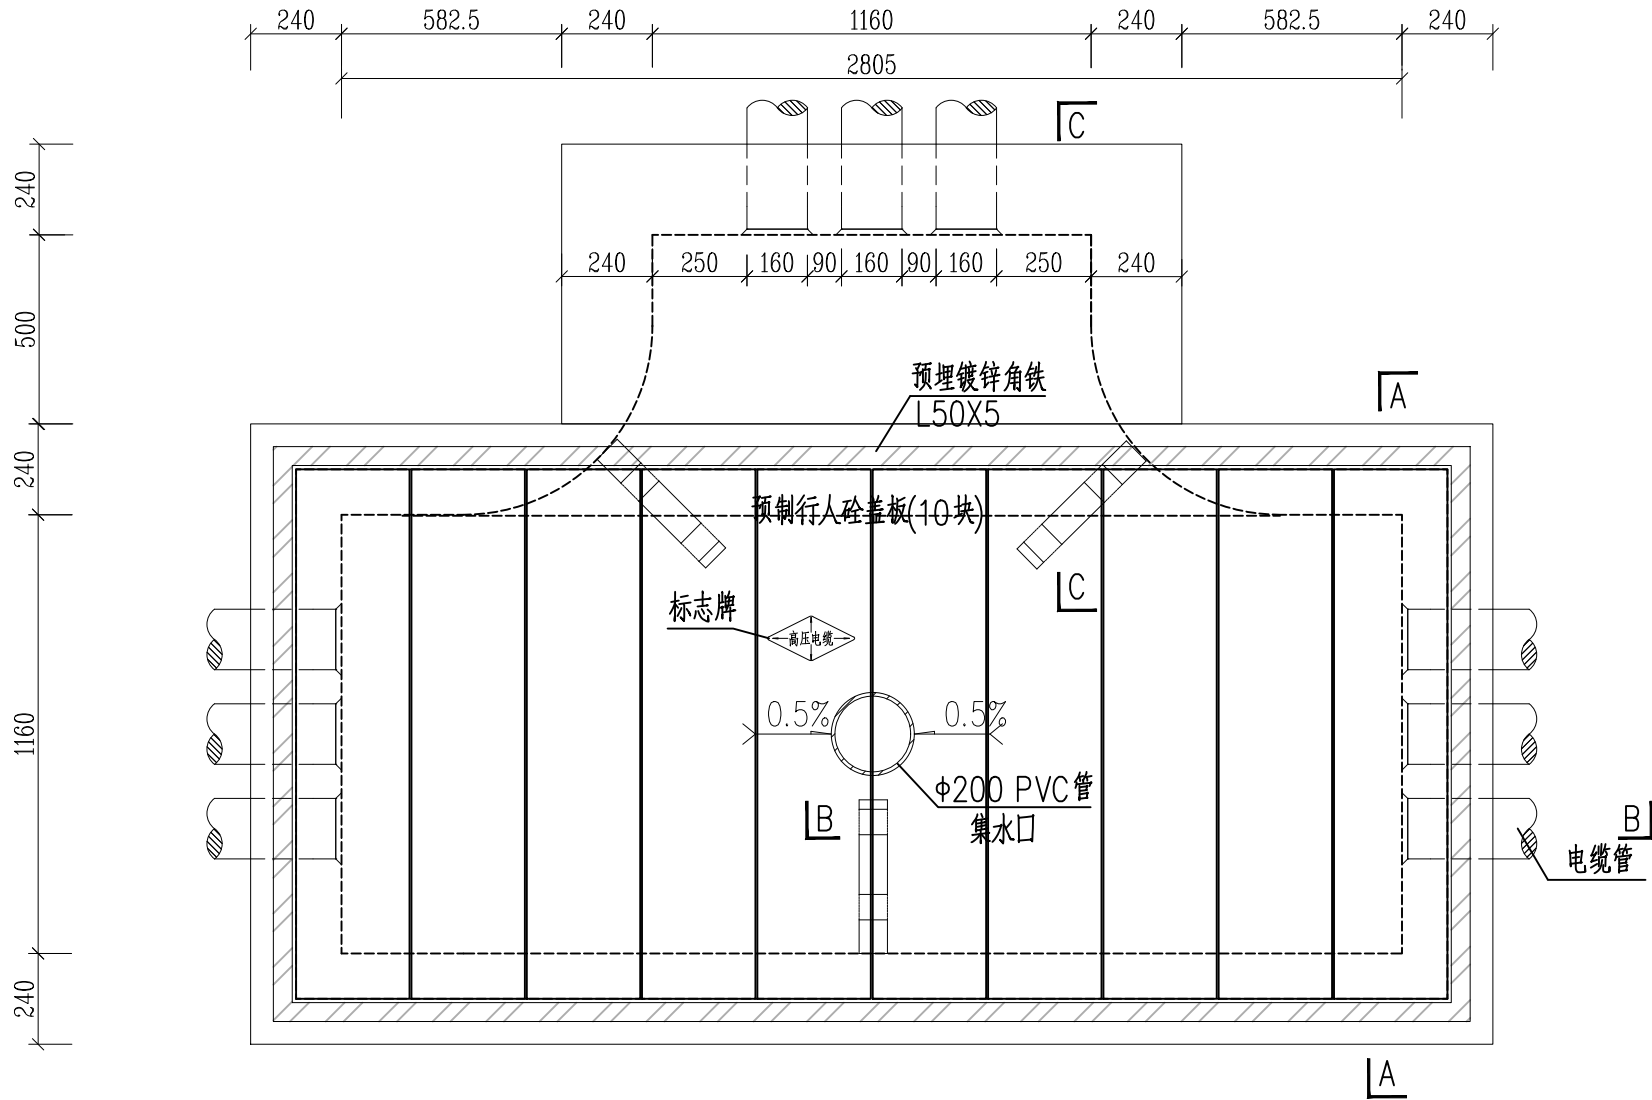 240 582.5 240 1160 240 582.5 240
2805
C
240
240 250 160 90 160 90 160 250 240
500
预埋镀锌角铁
L50X5
A
240
预制行人砼盖板(10块)
C
标志牌
高压电缆
0.5% 0.5%
1160
ϕ200 PVC管
集水口
B B
电缆管
240
A